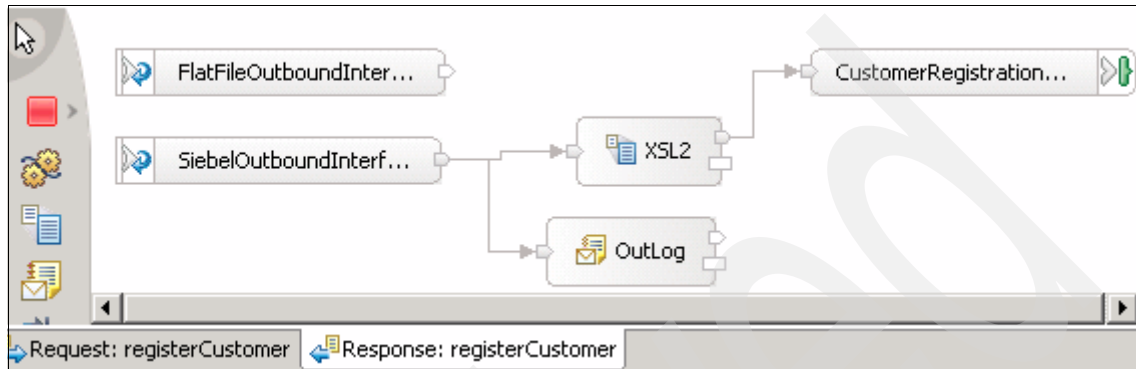 FlatFileOutboundInter...
CustomerRegistration...
SiebelOutboundInterf...
XSL2
OutLog
Request: registerCustomer
Response: registerCustomer